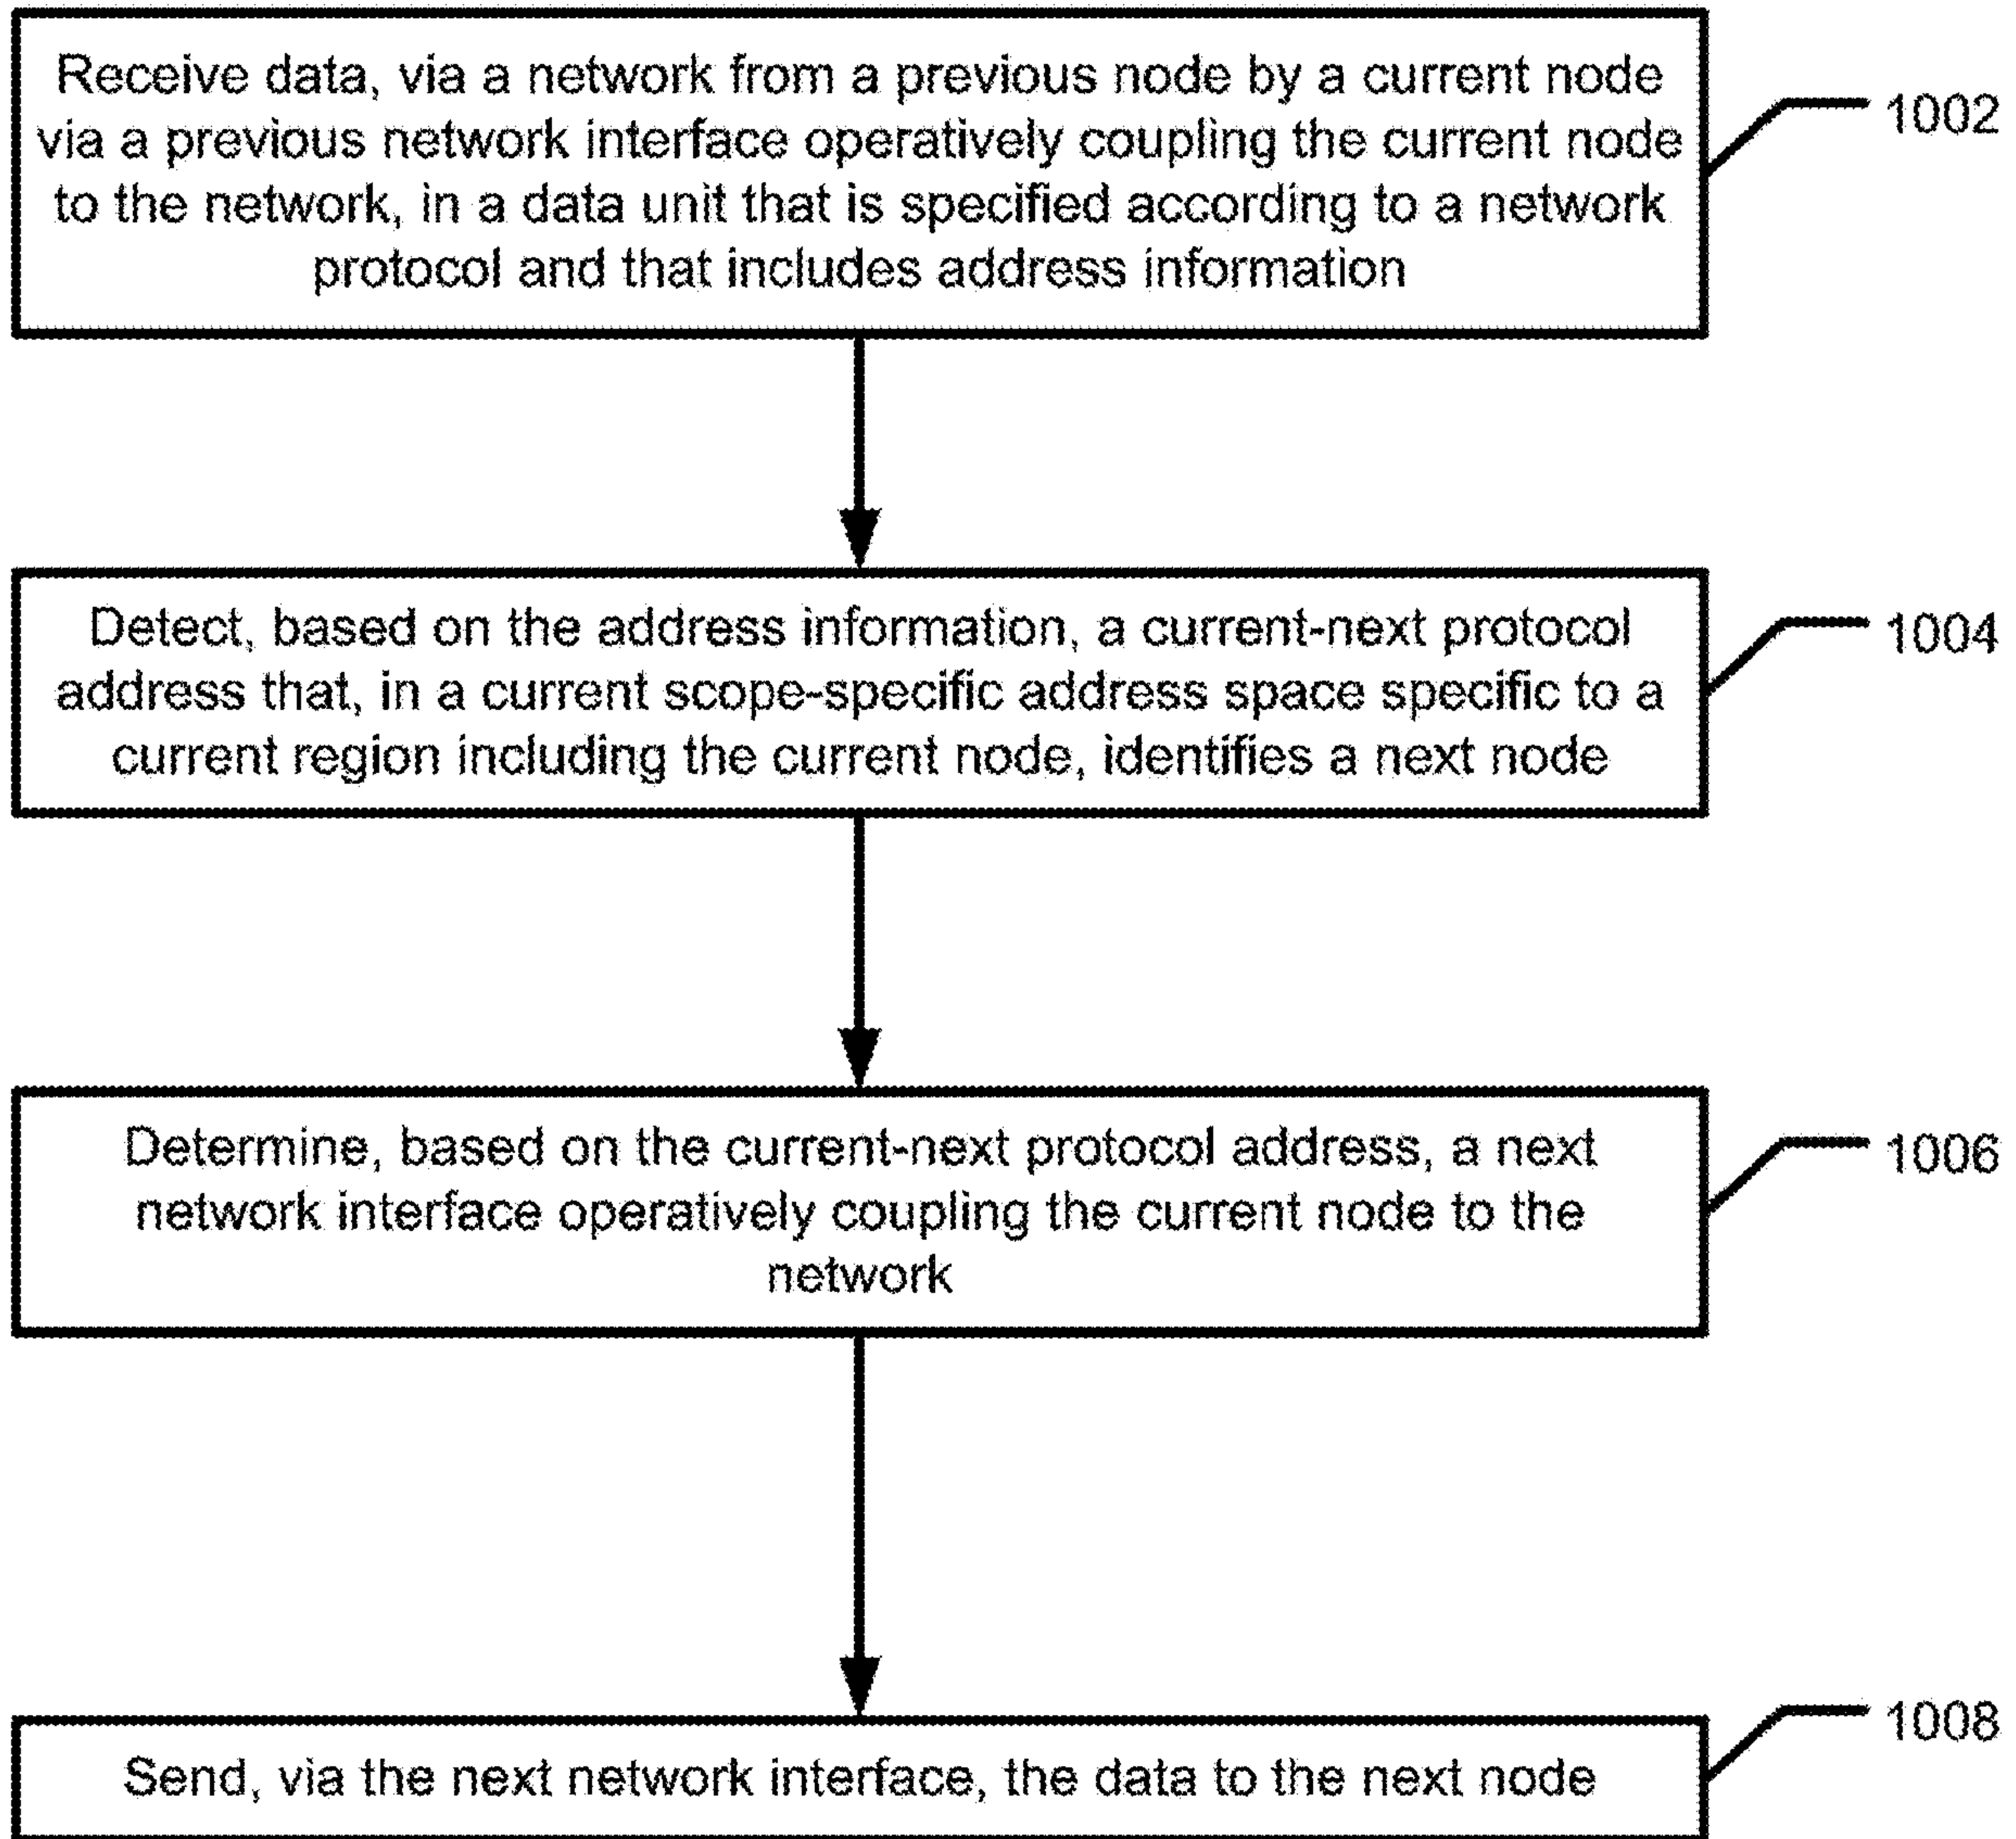 Receive data, via a network from a previous node by a current node
via a previous network interface operatively coupling the current node
to the network, in a data unit that is specified according to a network
protocol and that includes address information
1002
Detect, based on the address information, a current-next protocol
address that, in a current scope-specific address space specific to a
current region including the current node, identifies a next node
1004
Determine, based on the current-next protocol address, a next
network interface operatively coupling the current node to the
network
1006
Send, via the next network interface, the data to the next node
1008